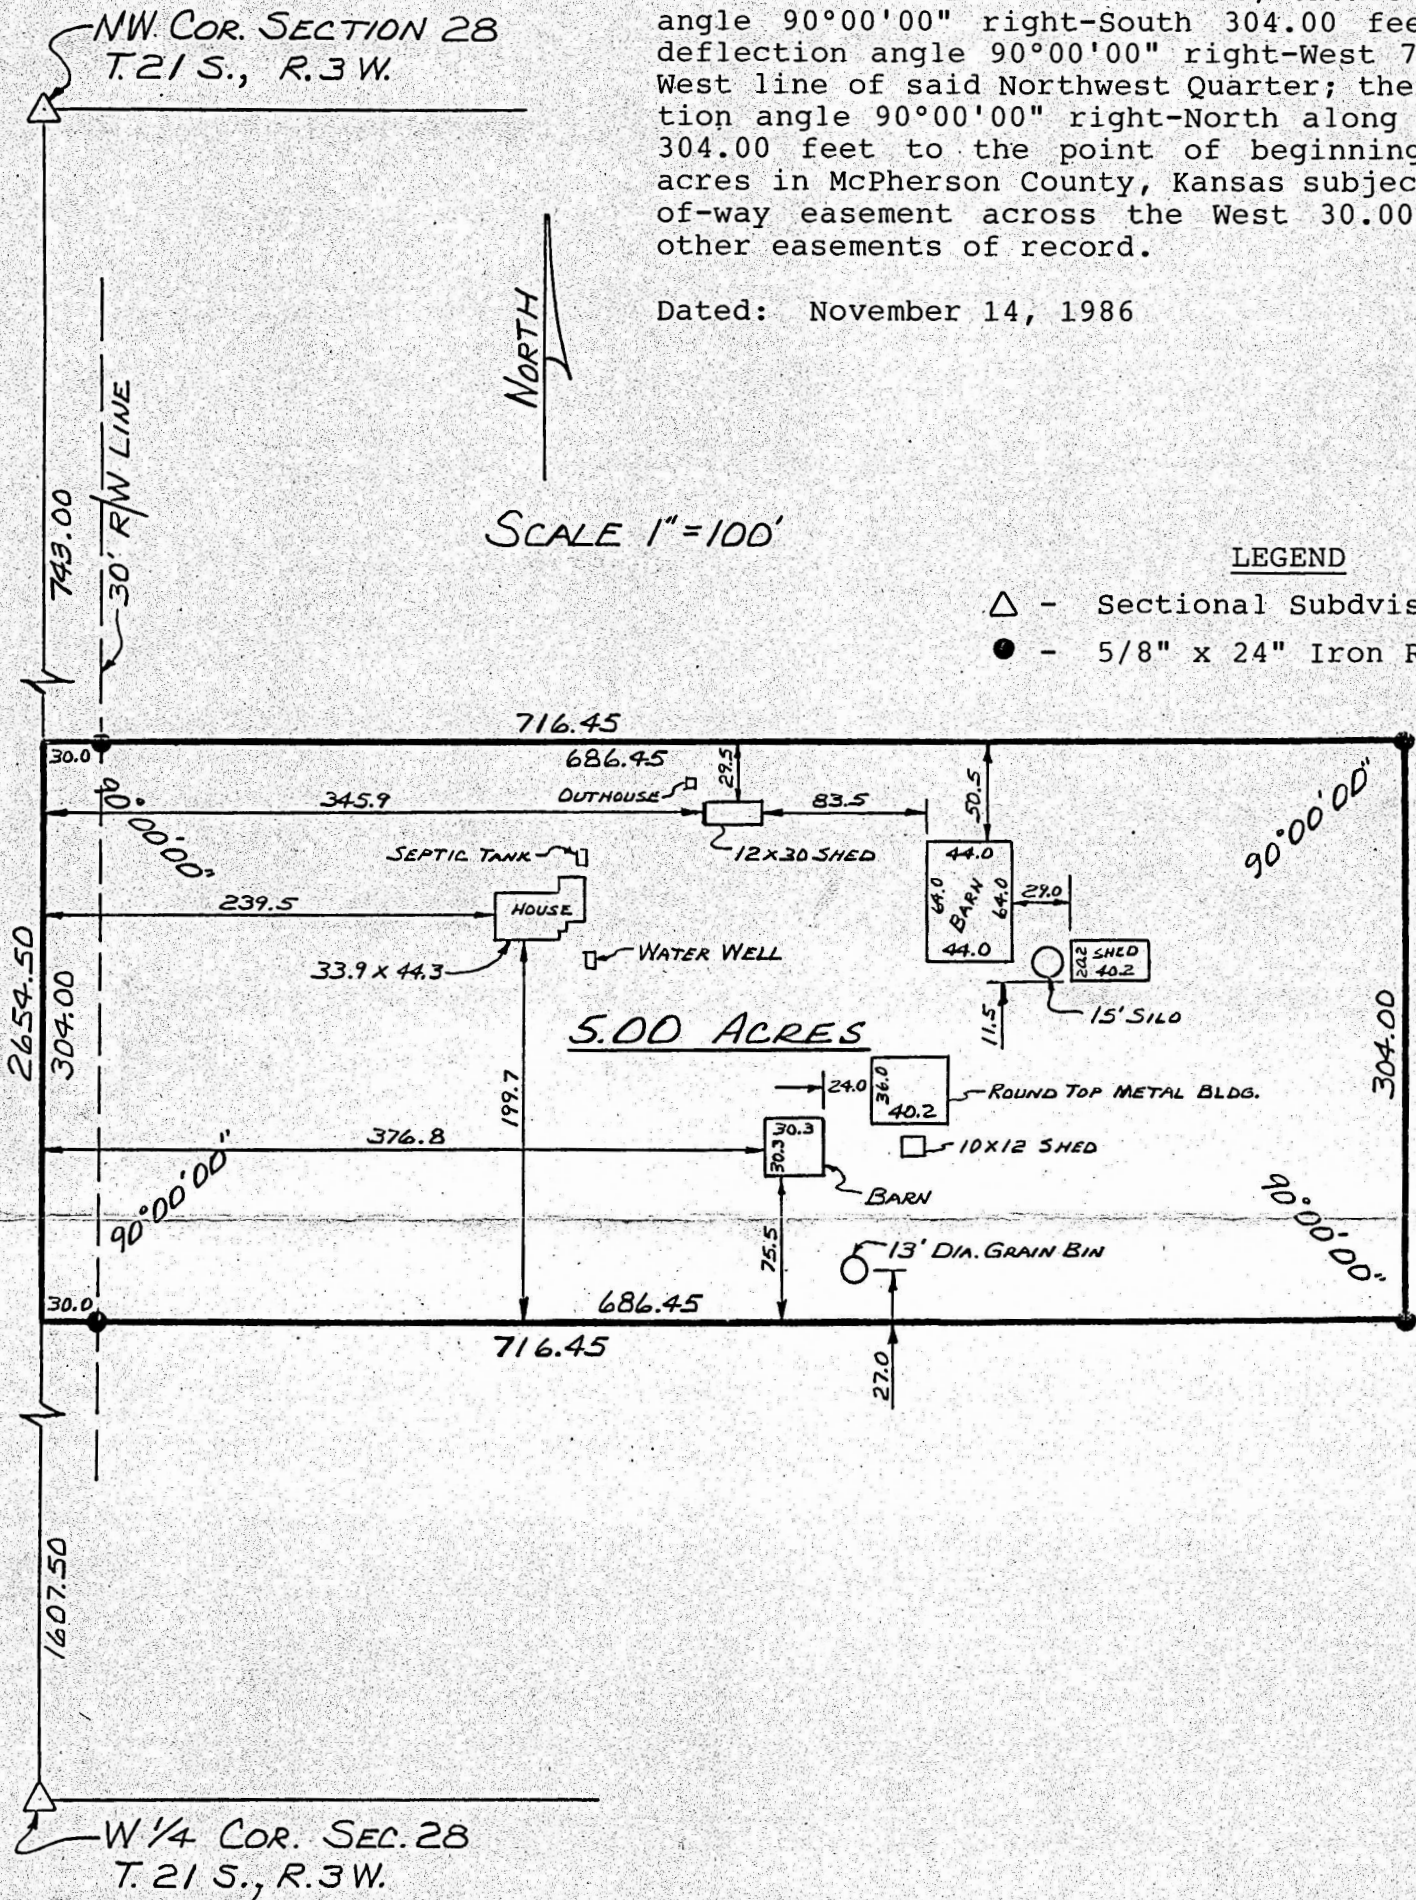 NW. COR. SECTION 28
T. 21 S., R. 3 W.
angle 90°00'00" right-South 304.00
deflection angle 90°00'00" right-West
West line of said Northwest Quarter;
tion angle 90°00'00" right-North along
304.00 feet to the point of beginning
acres in McPherson County, Kansas
of-way easement across the West 30.00
other easements of record.
Dated: November 14, 1986
NORTH
SCALE 1"=100'
743.00
30' R/W LINE
LEGEND
△ - Sectional
● - 5/8" x 24" Iron
716.45
30.0
686.45
29.5
OUTHOUSE
345.9
83.5
50.5
90°00'00"
90°00'00"
SEPTIC TANK
12X30 SHED
44.0
64.0
BARN
64.0
44.0
29.0
239.5
HOUSE
33.9 X 44.3
WATER WELL
20.2
SHED
40.2
11.5
15' SILO
2654.50
304.00
5.00 ACRES
304.00
199.7
24.0
36.0
40.2
ROUND TOP METAL BLDG.
376.8
30.3
30.3
10X12 SHED
BARN
90°00'00"
90°00'00"
75.5
13' DIA. GRAIN BIN
30.0
686.45
716.45
27.0
1607.50
W 1/4 COR. SEC. 28
T. 21 S., R. 3 W.